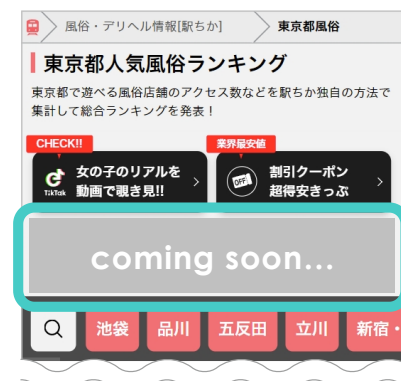 風俗・デリヘル情報[駅ちか]
東京都風俗
東京都人気風俗ランキング
東京都で遊べる風俗店舗のアクセス数などを駅ちか独自の方法で
集計して総合ランキングを発表！
CHECK!!
業界最安値
女の子のリアルを
動画で覗き見!!
TikTak
OFF!
割引クーポン
超得安きっぷ
coming soon...
池袋
品川
五反田
立川
新宿・